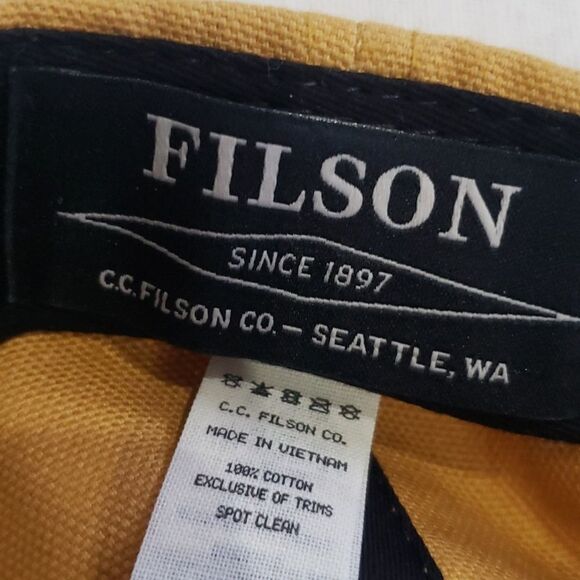 FILSON
SINCE 1897
C.C.FILSON CO. — SEATTLE, WA
C.C. FILSON CO.
MADE IN VIETNAM
100% COTTON
EXCLUSIVE OF TRIMS
SPOT CLEAN